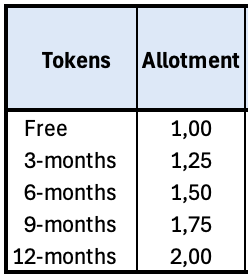 Tokens Allotment
Free 1,00
3-months 1,25
6-months 1,50
9-months 1,75
12-months 2,00